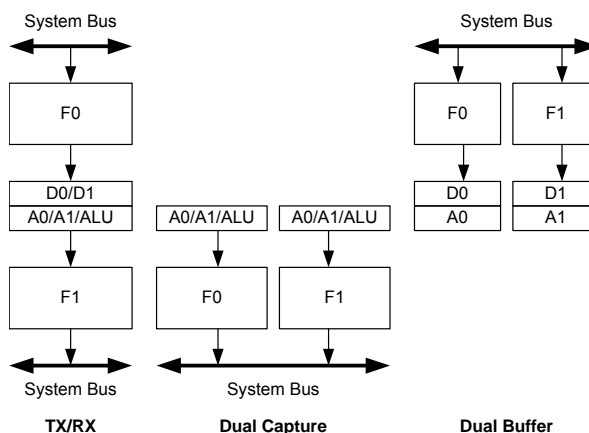 System Bus
System Bus
F0
F0
F1
D0/D1
D0
D1
A0/A1/ALU
A0/A1/ALU
A0/A1/ALU
A0
A1
F1
F0
F1
System Bus
System Bus
TX/RX
Dual Capture
Dual Buffer